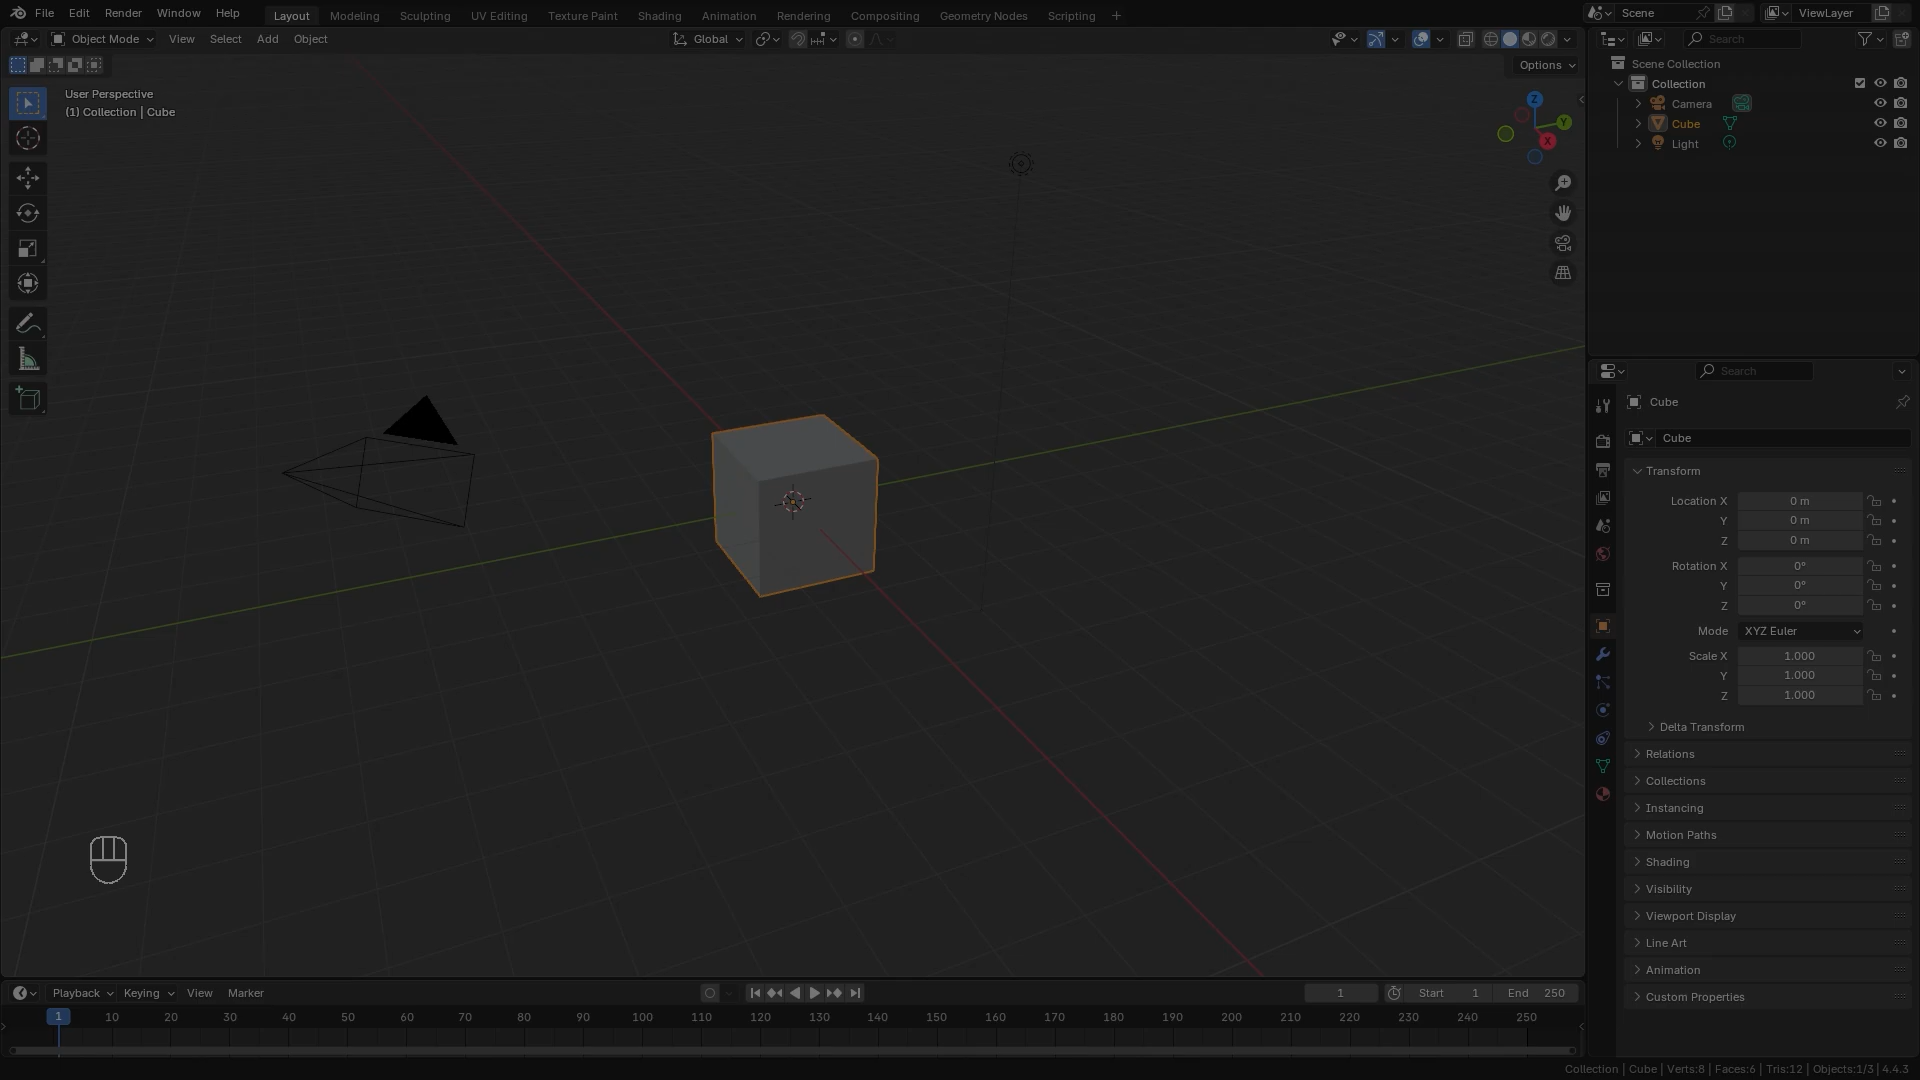 File Edit Render Window Help Layout Modeling Sculpting UV Editing Texture Paint Shading Animation Rendering Compositing Geometry Nodes Scripting + Scene ViewLayer
Object Mode View Select Add Object Global Search
Options
User Perspective
(1) Collection | Cube
Z
Y
X
Scene Collection
Collection
Camera
Cube
Light
Search
Cube
Cube
Transform
Location X 0 m
Y 0 m
Z 0 m
Rotation X 0°
Y 0°
Z 0°
Mode XYZ Euler
Scale X 1.000
Y 1.000
Z 1.000
Delta Transform
Relations
Collections
Instancing
Motion Paths
Shading
Visibility
Viewport Display
Line Art
Animation
Custom Properties
Playback Keying View Marker 1 Start 1 End 250
1 10 20 30 40 50 60 70 80 90 100 110 120 130 140 150 160 170 180 190 200 210 220 230 240 250
Collection | Cube | Verts:8 | Faces:6 | Tris:12 | Objects:1/3 | 4.4.3